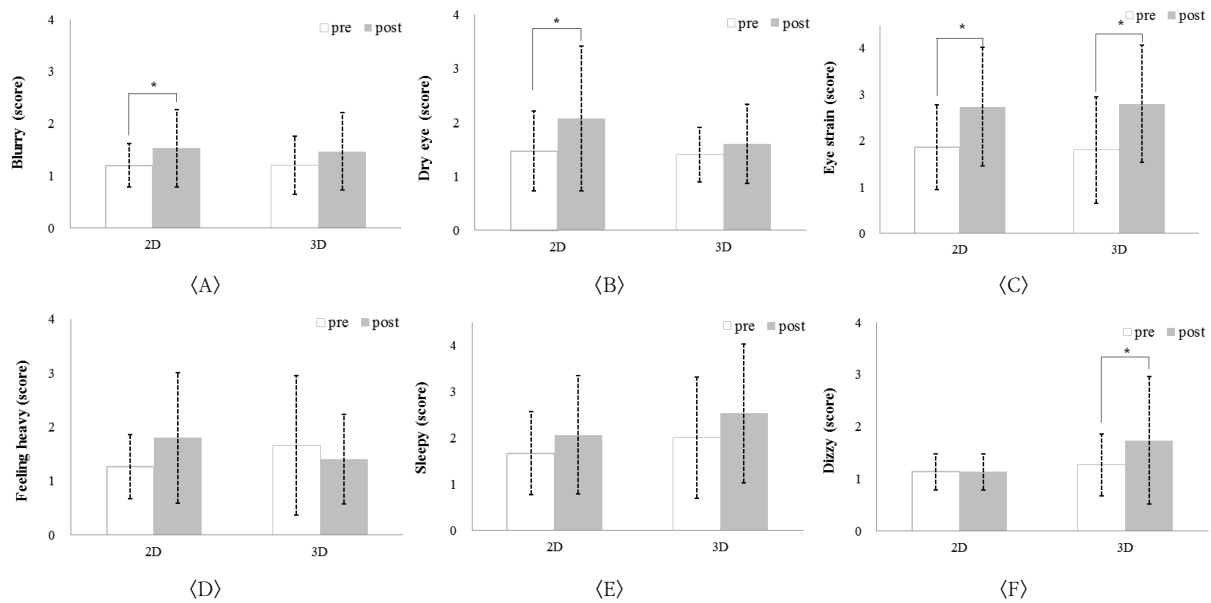 pre post
4
3
2
1
0
Blurry (score)
*
2D 3D
〈A〉
pre post
4
3
2
1
0
Dry eye (score)
*
2D 3D
〈B〉
pre post
4
3
2
1
0
Eye strain (score)
* *
2D 3D
〈C〉
pre post
4
3
2
1
0
Feeling heavy (score)
2D 3D
〈D〉
pre post
4
3
2
1
0
Sleepy (score)
2D 3D
〈E〉
pre post
4
3
2
1
0
Dizzy (score)
*
2D 3D
〈F〉